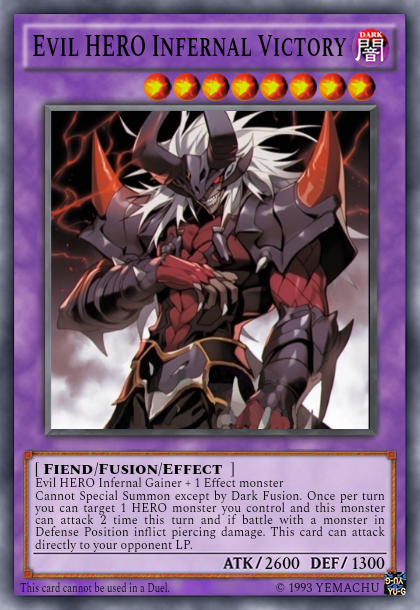 Evil HERO Infernal Victory
DARK
闇
[ Fiend/Fusion/Effect ]
Evil HERO Infernal Gainer + 1 Effect monster
Cannot Special Summon except by Dark Fusion. Once per turn
you can target 1 HERO monster you control and this monster
can attack 2 time this turn and if battle with a monster in
Defense Position inflict piercing damage. This card can attack
directly to your opponent LP.
ATK/2600 DEF/1300
This card cannot be used in a Duel.
© 1993 YEMACHU
YU-G